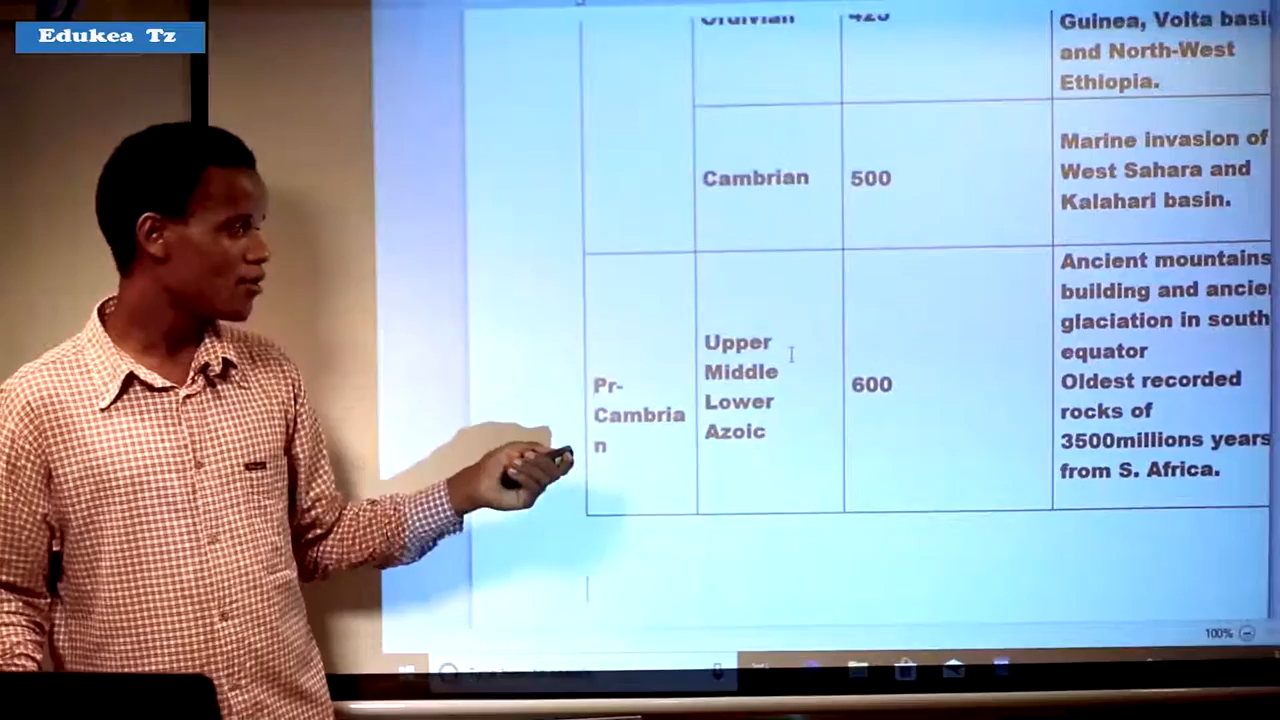 Edukea Tz
420
Guinea, Volta basi
and North-West
Ethiopia.
Cambrian
500
Marine invasion of
West Sahara and
Kalahari basin.
Pr-
Cambria
n
Upper
Middle
Lower
Azoic
600
Ancient mountains
building and ancie
glaciation in south
equator
Oldest recorded
rocks of
3500millions years
from S. Africa.
100%